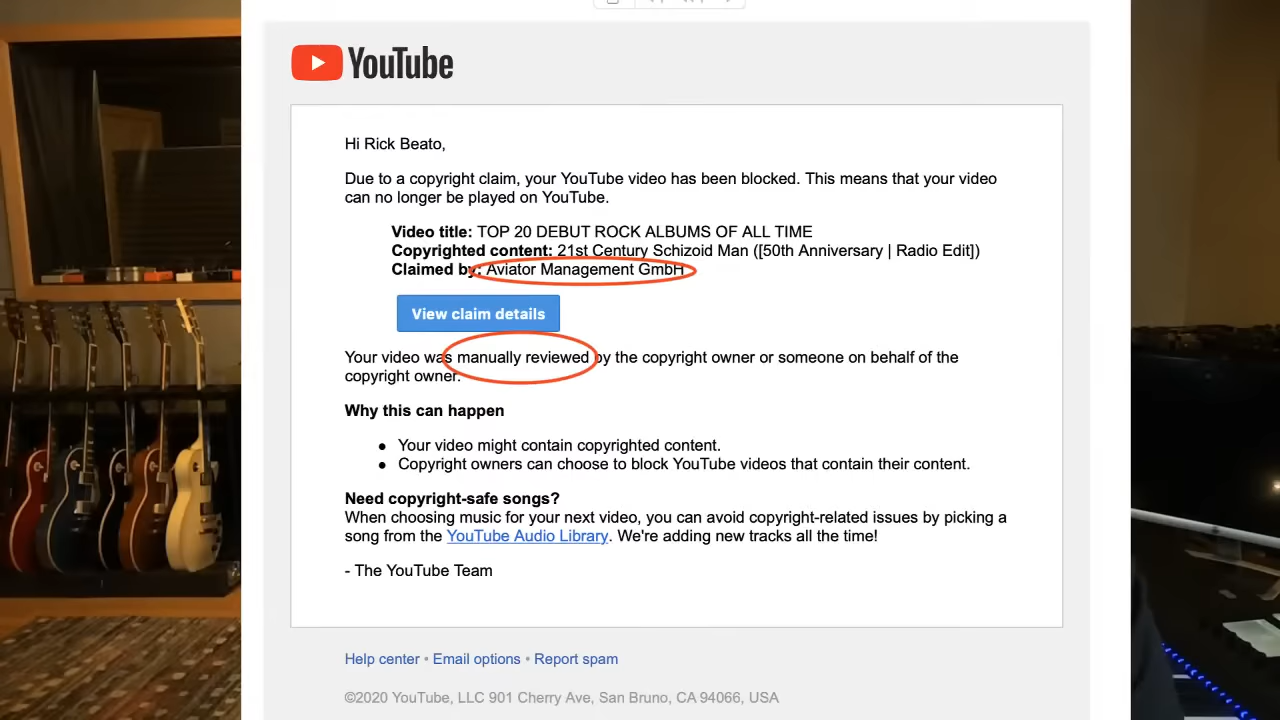 YouTube
Hi Rick Beato,
Due to a copyright claim, your YouTube video has been blocked. This means that your video
can no longer be played on YouTube.
Video title: TOP 20 DEBUT ROCK ALBUMS OF ALL TIME
Copyrighted content: 21st Century Schizoid Man ([50th Anniversary | Radio Edit])
Claimed by: Aviator Management GmbH
View claim details
Your video was manually reviewed by the copyright owner or someone on behalf of the
copyright owner.
Why this can happen
● Your video might contain copyrighted content.
● Copyright owners can choose to block YouTube videos that contain their content.
Need copyright-safe songs?
When choosing music for your next video, you can avoid copyright-related issues by picking a
song from the YouTube Audio Library. We're adding new tracks all the time!
- The YouTube Team
Help center • Email options • Report spam
©2020 YouTube, LLC 901 Cherry Ave, San Bruno, CA 94066, USA